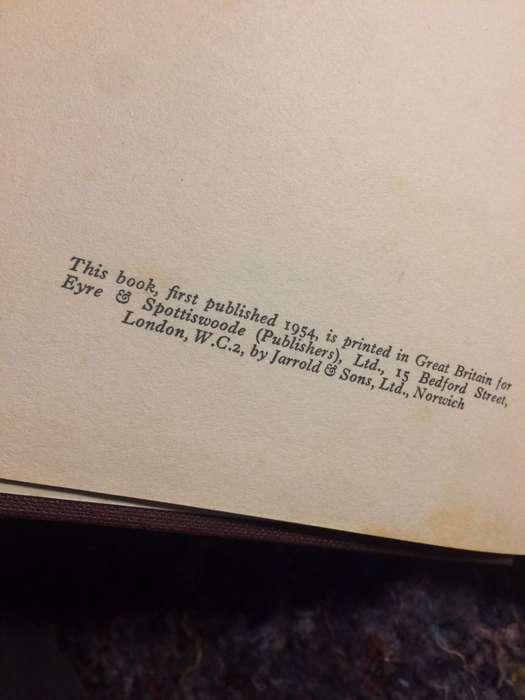 This book, first published 1954, is printed in Great Britain for
Eyre & Spottiswoode (Publishers), Ltd., 15 Bedford Street,
London, W.C.2, by Jarrold & Sons, Ltd., Norwich